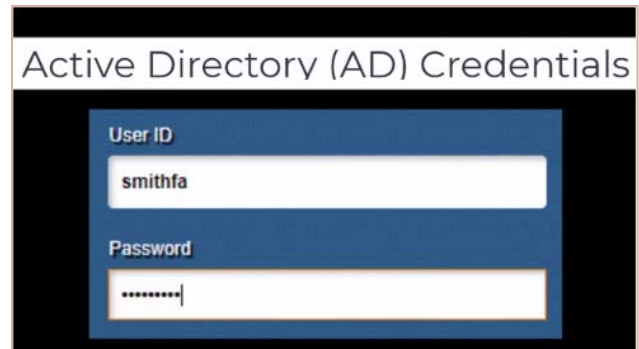 Active Directory (AD) Credentials
User ID
smithfa
Password
•••••••••